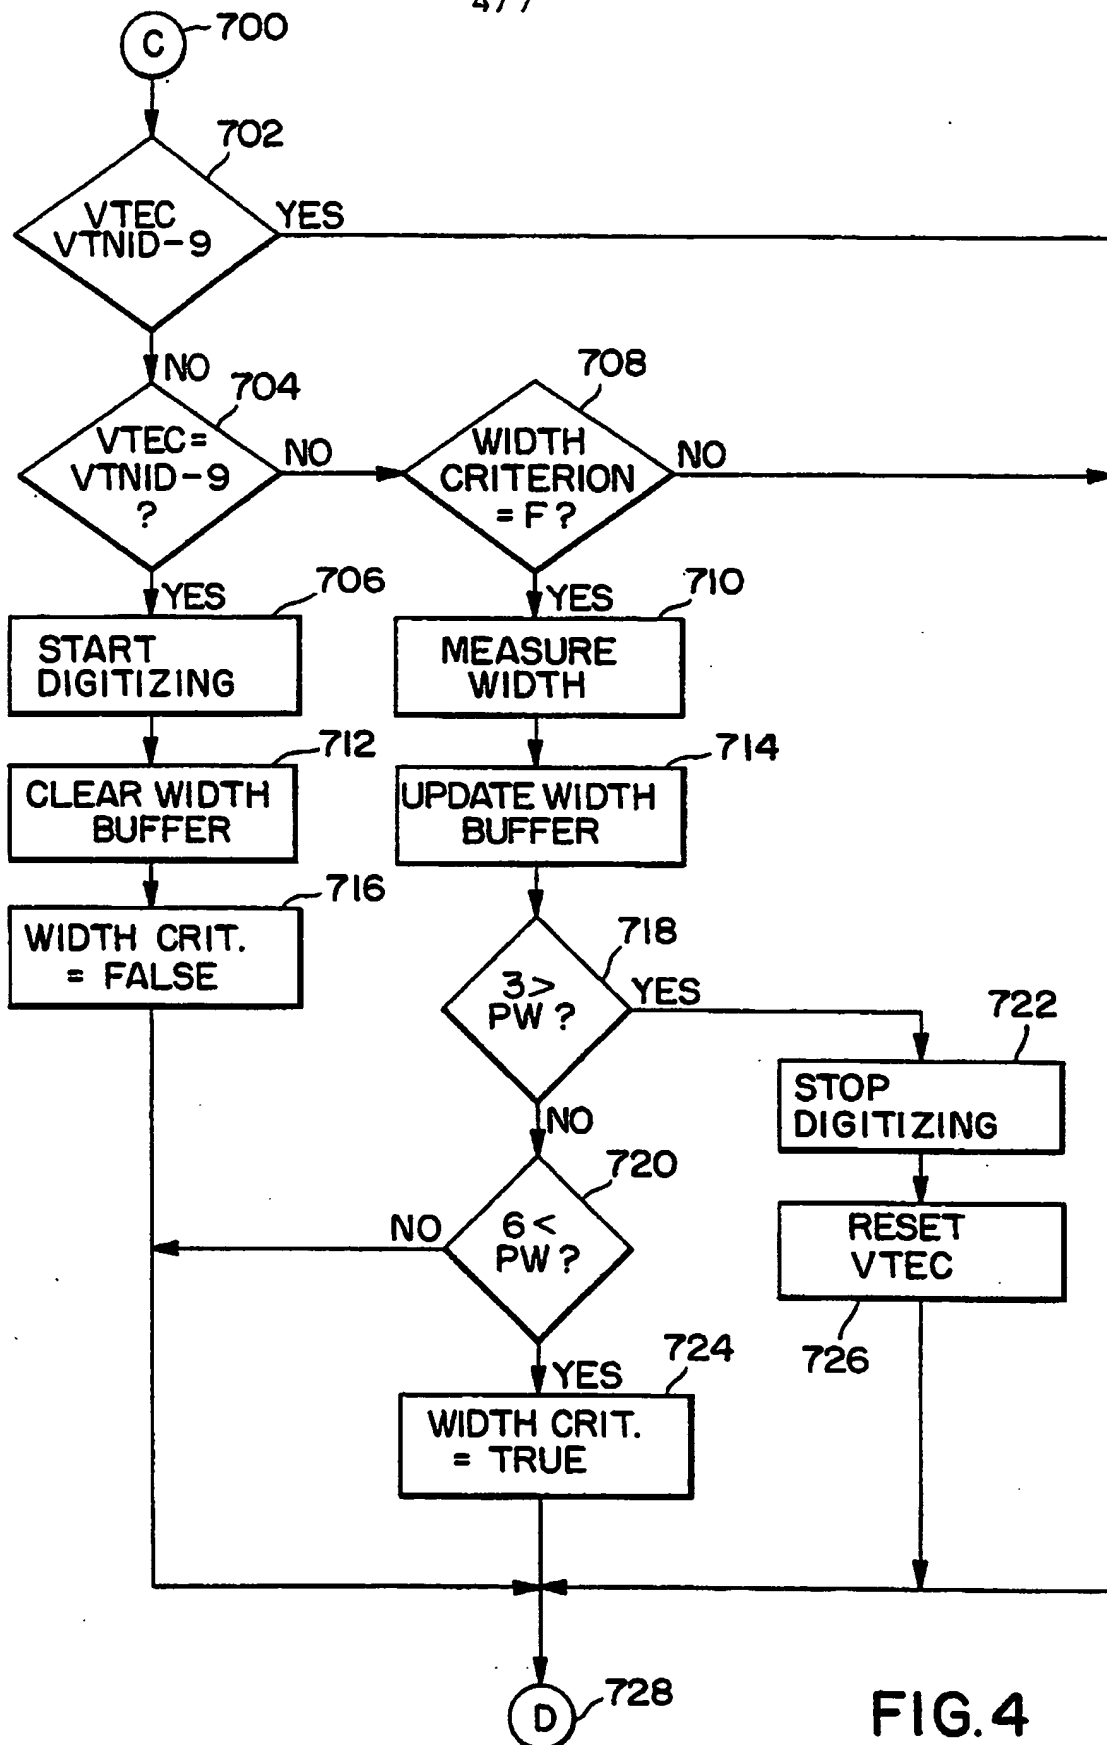 4/7
C
700
702
VTEC
VTNID-9
YES
NO
704
VTEC=
VTNID-9
?
NO
708
WIDTH
CRITERION
= F ?
NO
YES
706
START
DIGITIZING
YES
710
MEASURE
WIDTH
712
CLEAR WIDTH
BUFFER
714
UPDATE WIDTH
BUFFER
716
WIDTH CRIT.
= FALSE
718
3>
PW ?
YES
722
STOP
DIGITIZING
NO
720
6<
PW ?
NO
RESET
VTEC
726
YES
724
WIDTH CRIT.
= TRUE
D
728
FIG. 4